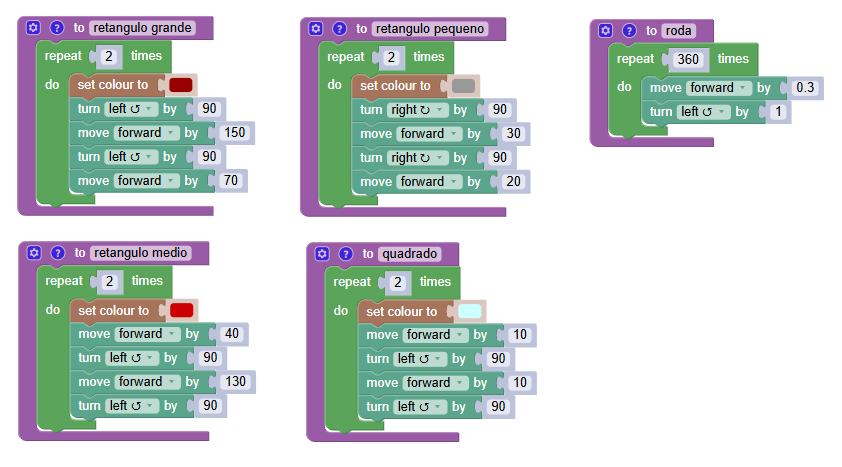 ? to retangulo grande
repeat 2 times
do set colour to
turn left ↺ by 90
move forward by 150
turn left ↺ by 90
move forward by 70
? to retangulo pequeno
repeat 2 times
do set colour to
turn right ↻ by 90
move forward by 30
turn right ↻ by 90
move forward by 20
? to roda
repeat 360 times
do move forward by 0.3
turn left ↺ by 1
? to retangulo medio
repeat 2 times
do set colour to
move forward by 40
turn left ↺ by 90
move forward by 130
turn left ↺ by 90
? to quadrado
repeat 2 times
do set colour to
move forward by 10
turn left ↺ by 90
move forward by 10
turn left ↺ by 90